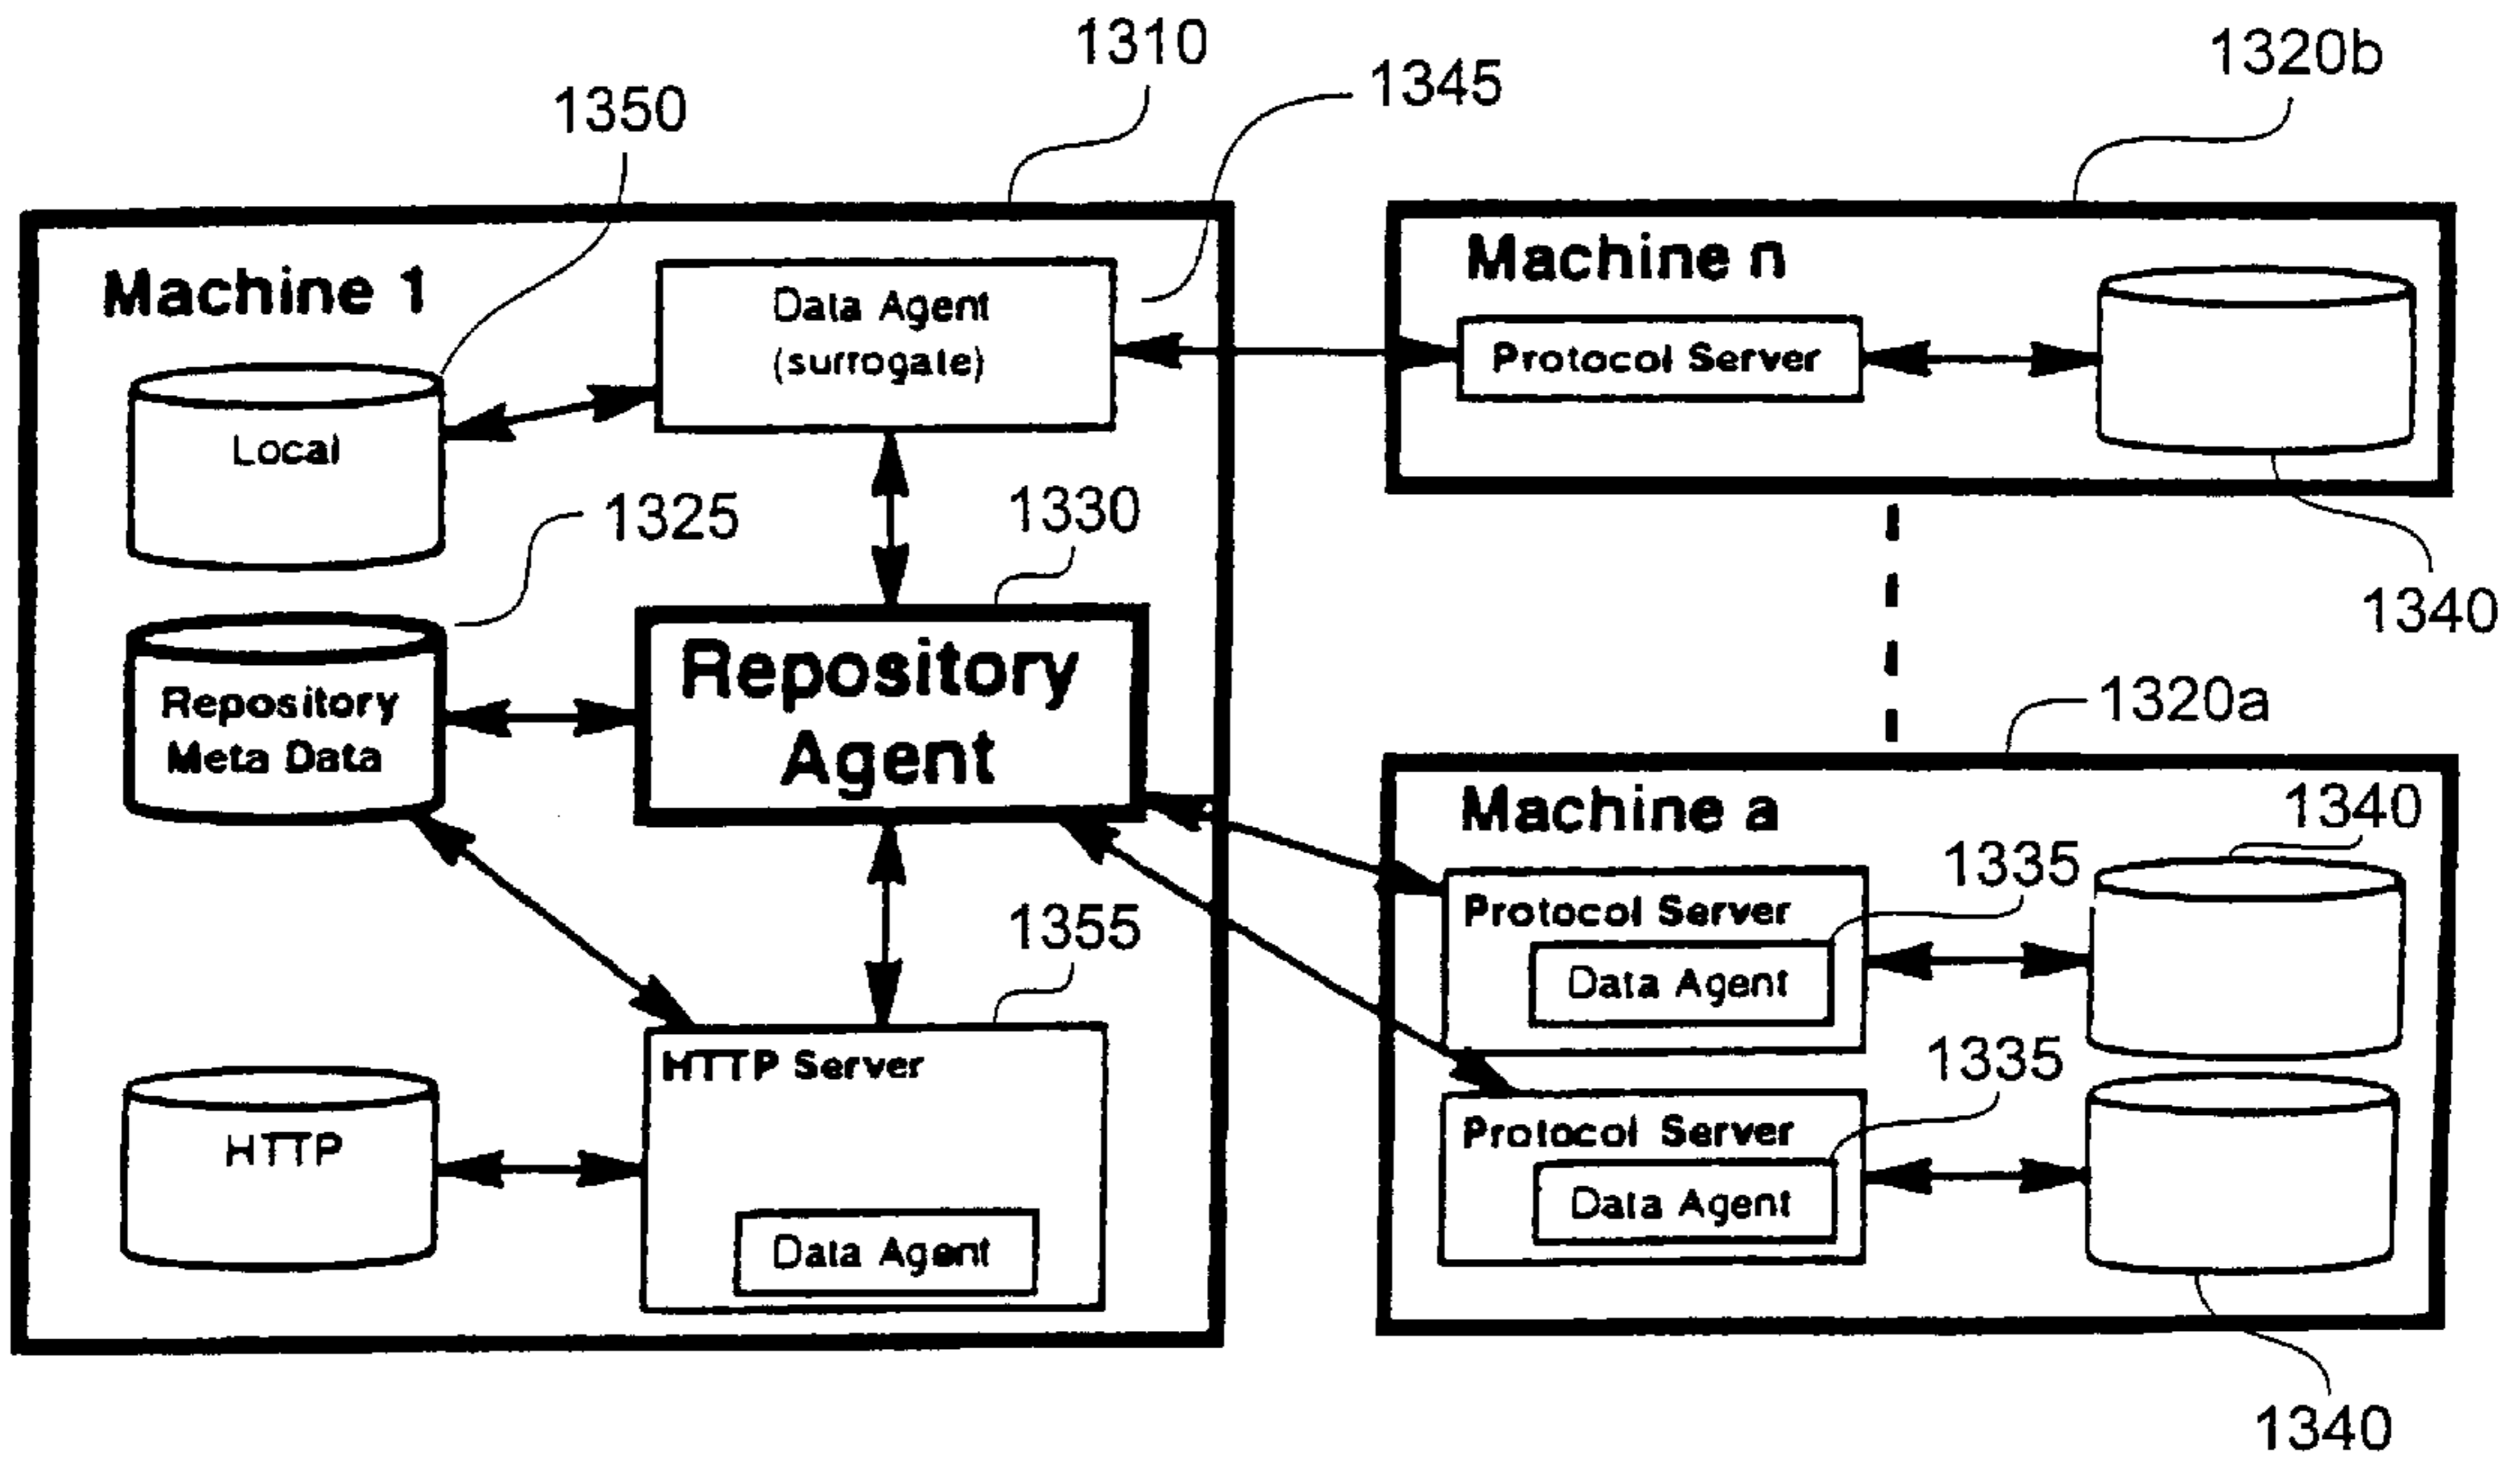 1310
1320b
1345
1350
Machine 1
Data Agent
(surrogate)
Local
Machine n
Protocol Server
1325
1330
1340
Repository
Meta Data
Repository
Agent
1320a
Machine a
1340
1335
Protocol Server
Data Agent
1355
1335
HTTP Server
Protocol Server
Data Agent
HTTP
Data Agent
1340